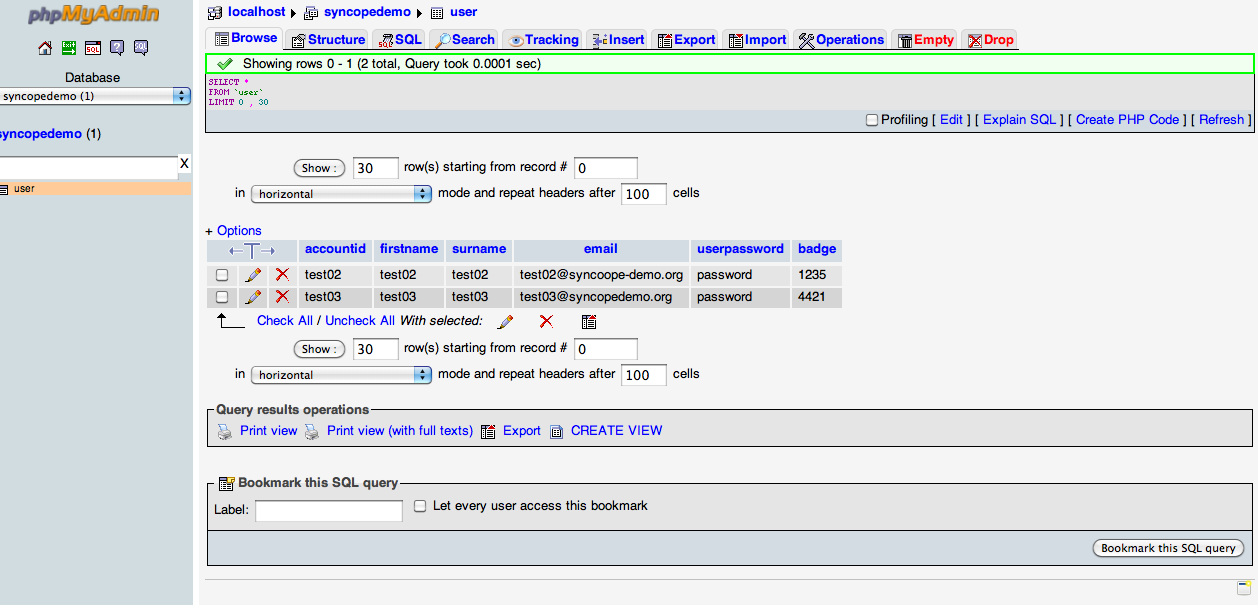 phpMyAdmin
Database
syncopedemo (1)
syncopedemo (1)
X
user
localhost syncopedemo user
Browse Structure SQL Search Tracking Insert Export Import Operations Empty Drop
Showing rows 0 - 1 (2 total, Query took 0.0001 sec)
SELECT *
FROM `user`
LIMIT 0 , 30
Profiling [ Edit ] [ Explain SQL ] [ Create PHP Code ] [ Refresh ]
Show : 30 row(s) starting from record # 0
in horizontal mode and repeat headers after 100 cells
+ Options
←T→ accountid firstname surname email userpassword badge
test02 test02 test02 test02@syncoope-demo.org password 1235
test03 test03 test03 test03@syncopedemo.org password 4421
Check All / Uncheck All With selected:
Show : 30 row(s) starting from record # 0
in horizontal mode and repeat headers after 100 cells
Query results operations
Print view Print view (with full texts) Export CREATE VIEW
Bookmark this SQL query
Label: Let every user access this bookmark
Bookmark this SQL query